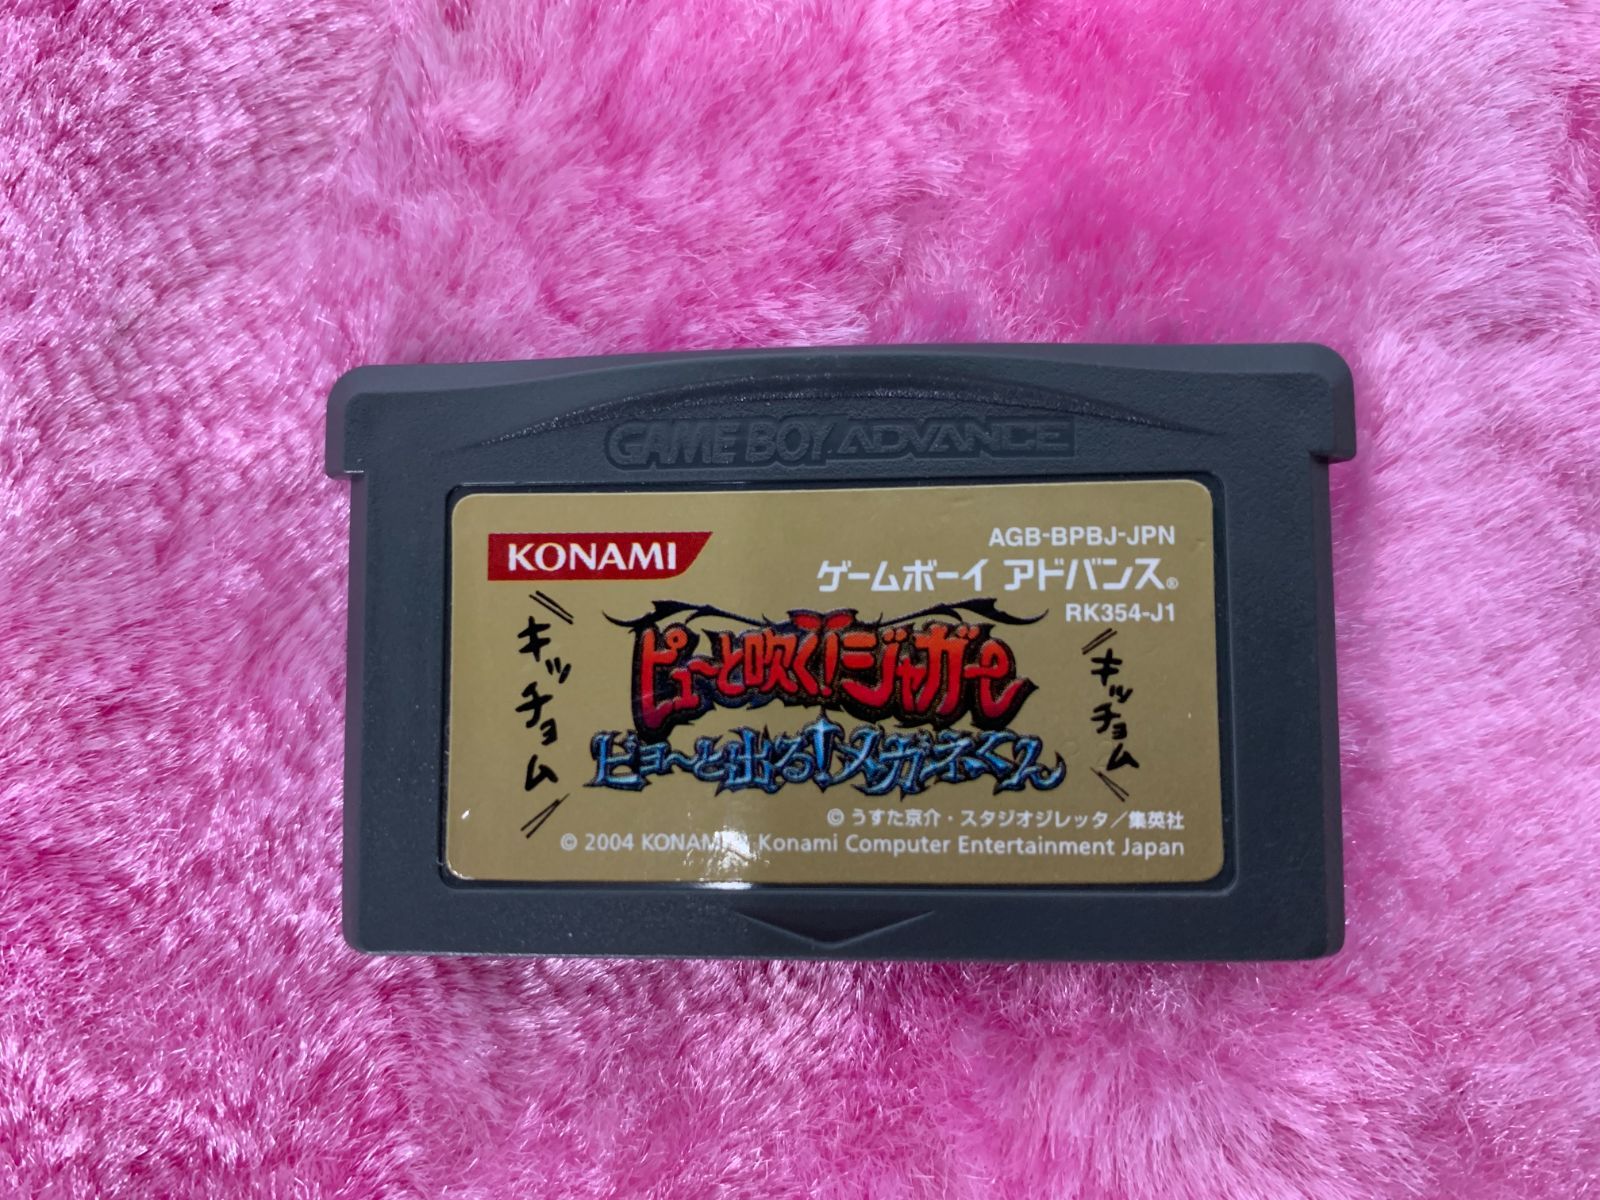 GAME BOY ADVANCE
KONAMI
AGB-BPBJ-JPN
ゲームボーイ アドバンス®
RK354-J1
キッチョム
ピュ〜と吹く!ジャガー
ピョ〜と出る!メガネくん
キッチョム
© うすた京介・スタジオジレッタ／集英社
© 2004 KONAMI Konami Computer Entertainment Japan